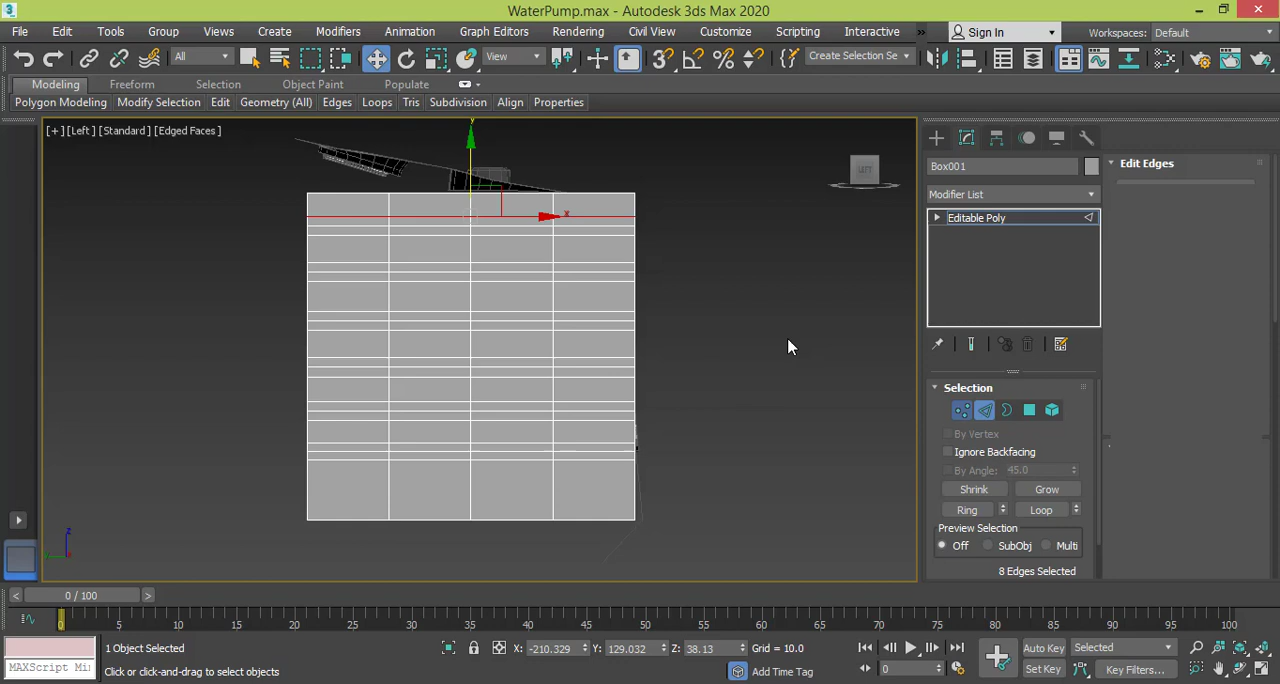 WaterPump.max - Autodesk 3ds Max 2020
File Edit Tools Group Views Create Modifiers Animation Graph Editors Rendering Civil View Customize Scripting Interactive » Sign In Workspaces: Default
All View Create Selection Se
Modeling Freeform Selection Object Paint Populate
Polygon Modeling Modify Selection Edit Geometry (All) Edges Loops Tris Subdivision Align Properties
[+] [Left] [Standard] [Edged Faces]
y
x
z
Box001
Modifier List
Editable Poly
Edit Edges
Selection
By Vertex
Ignore Backfacing
By Angle: 45.0
Shrink Grow
Ring Loop
Preview Selection
Off SubObj Multi
8 Edges Selected
< 0 / 100 >
0 5 10 15 20 25 30 35 40 45 50 55 60 65 70 75 80 85 90 95 100
1 Object Selected
X: -210.329 Y: 129.032 Z: 38.13 Grid = 10.0
Auto Key Selected
MAXScript Mi
Click or click-and-drag to select objects
Add Time Tag
0
Set Key Key Filters...